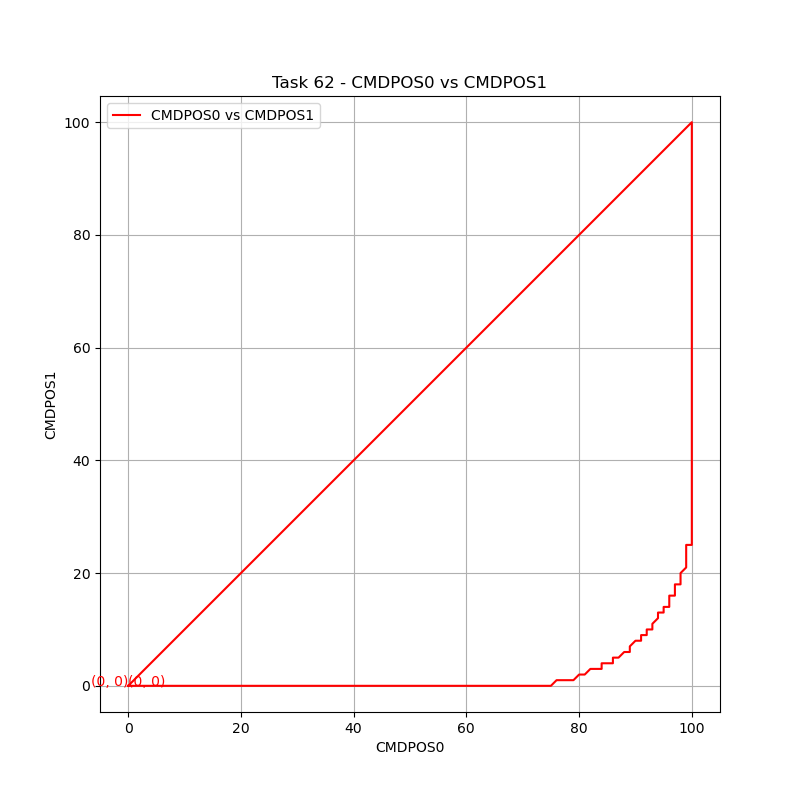 Task 62 - CMDPOS0 vs CMDPOS1
CMDPOS0 vs CMDPOS1
100
80
60
40
20
0
CMDPOS1
(0, 0)(0, 0)
0 20 40 60 80 100
CMDPOS0